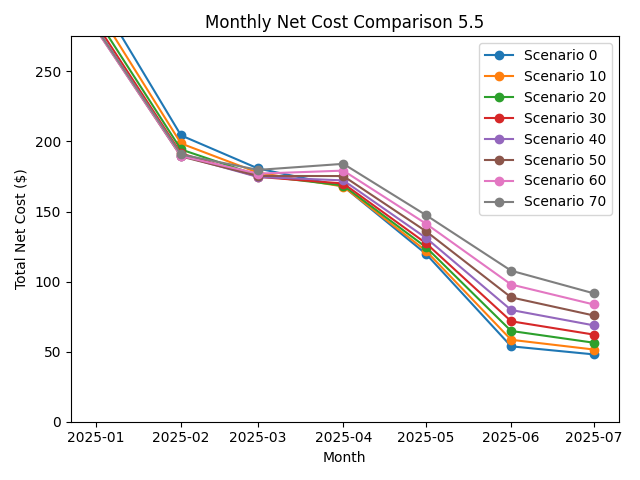 Monthly Net Cost Comparison 5.5
Total Net Cost ($)
250
200
150
100
50
0
Scenario 0
Scenario 10
Scenario 20
Scenario 30
Scenario 40
Scenario 50
Scenario 60
Scenario 70
2025-01 2025-02 2025-03 2025-04 2025-05 2025-06 2025-07
Month